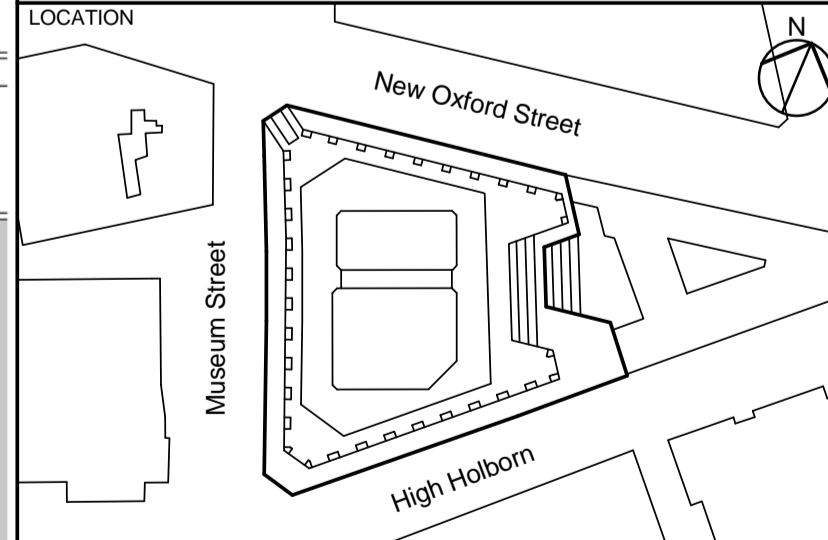 LOCATION
N
New Oxford Street
Museum Street
High Holborn